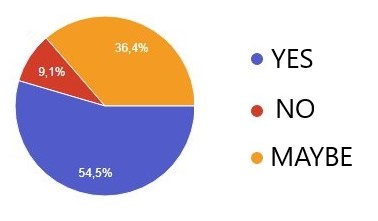 36,4%
9,1%
54,5%
YES
NO
MAYBE